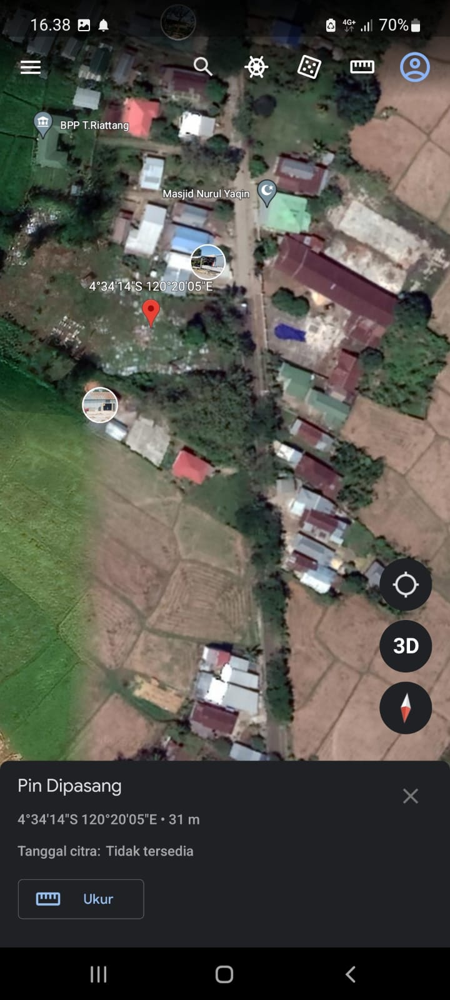 16.38
4G+
70%
BPP T.Riattang
Masjid Nurul Yaqin
4°34'14"S 120°20'05"E
3D
Pin Dipasang
4°34'14"S 120°20'05"E • 31 m
Tanggal citra: Tidak tersedia
Ukur